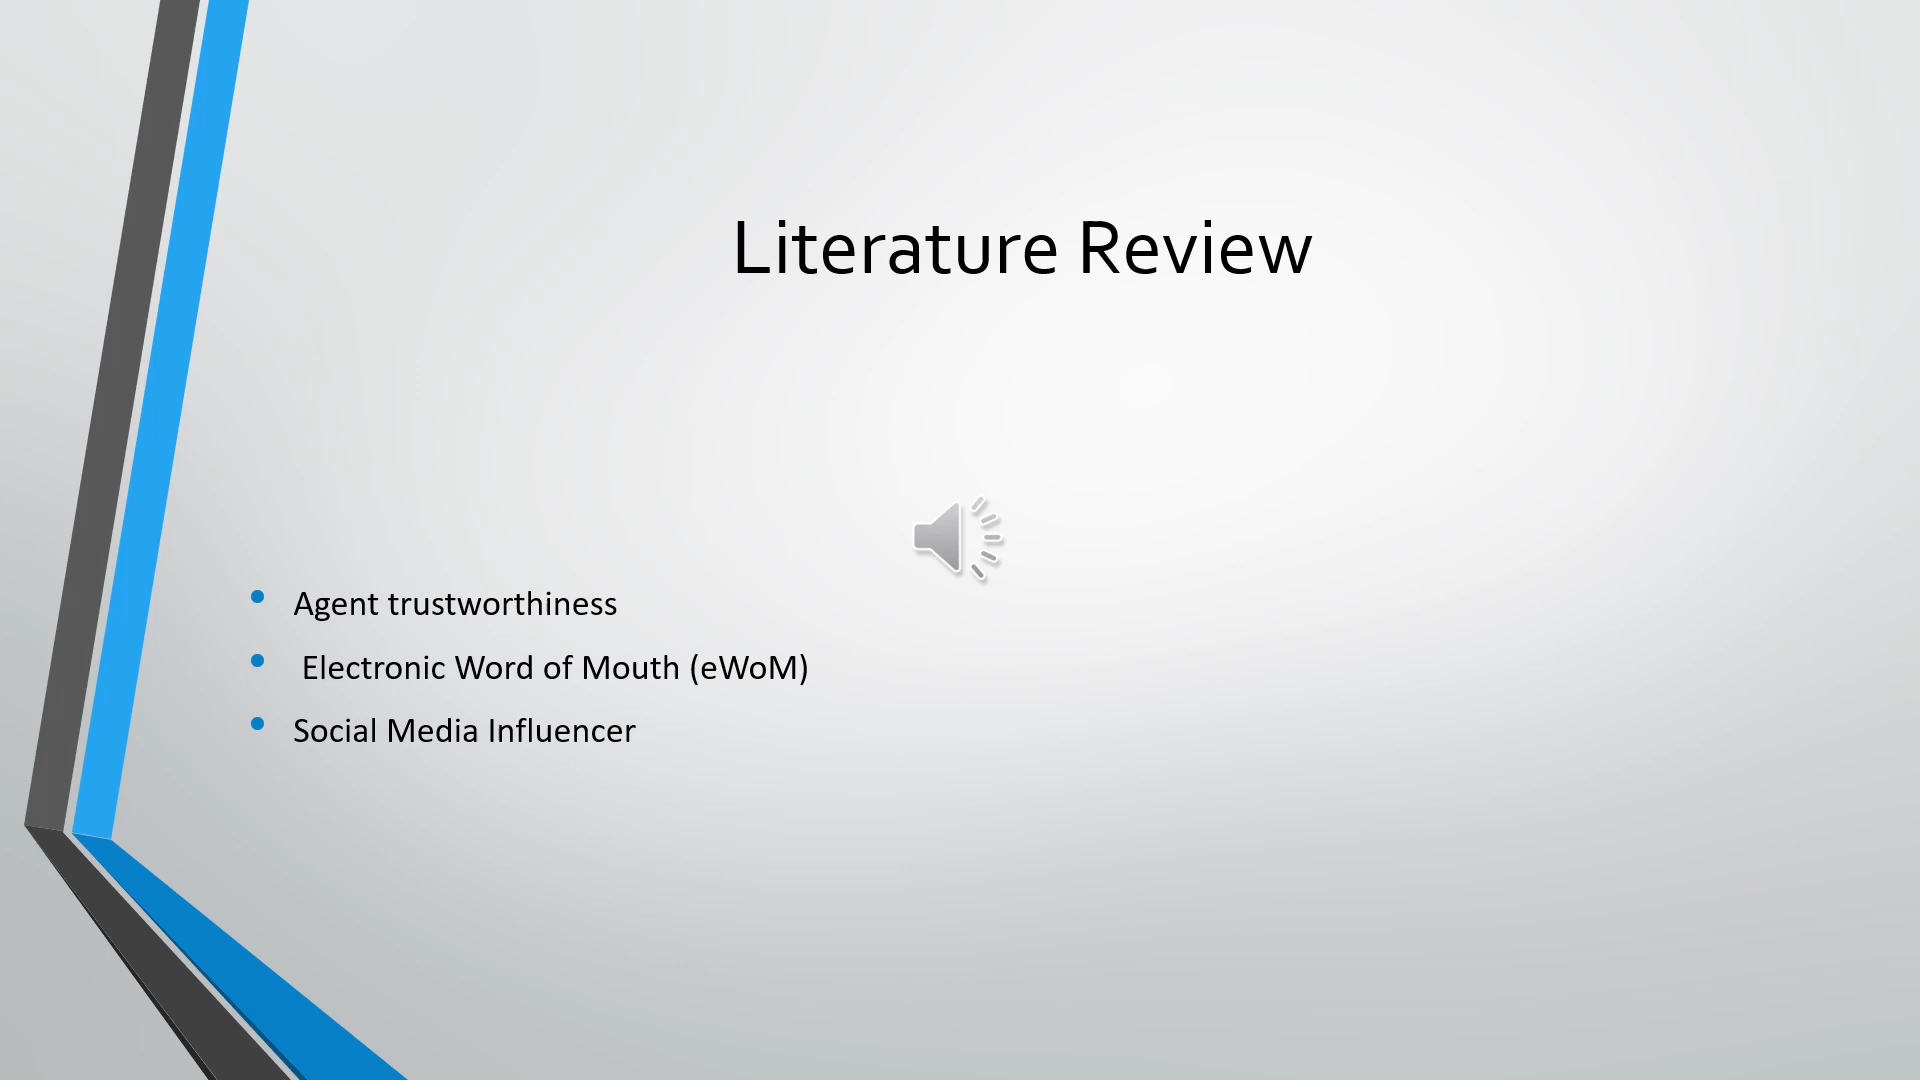 Literature Review
• Agent trustworthiness
• Electronic Word of Mouth (eWoM)
• Social Media Influencer